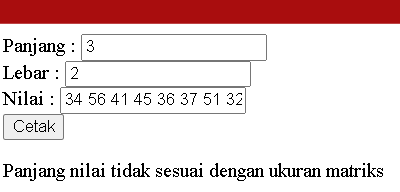 Panjang : 3
Lebar : 2
Nilai : 34 56 41 45 36 37 51 32
Cetak
Panjang nilai tidak sesuai dengan ukuran matriks